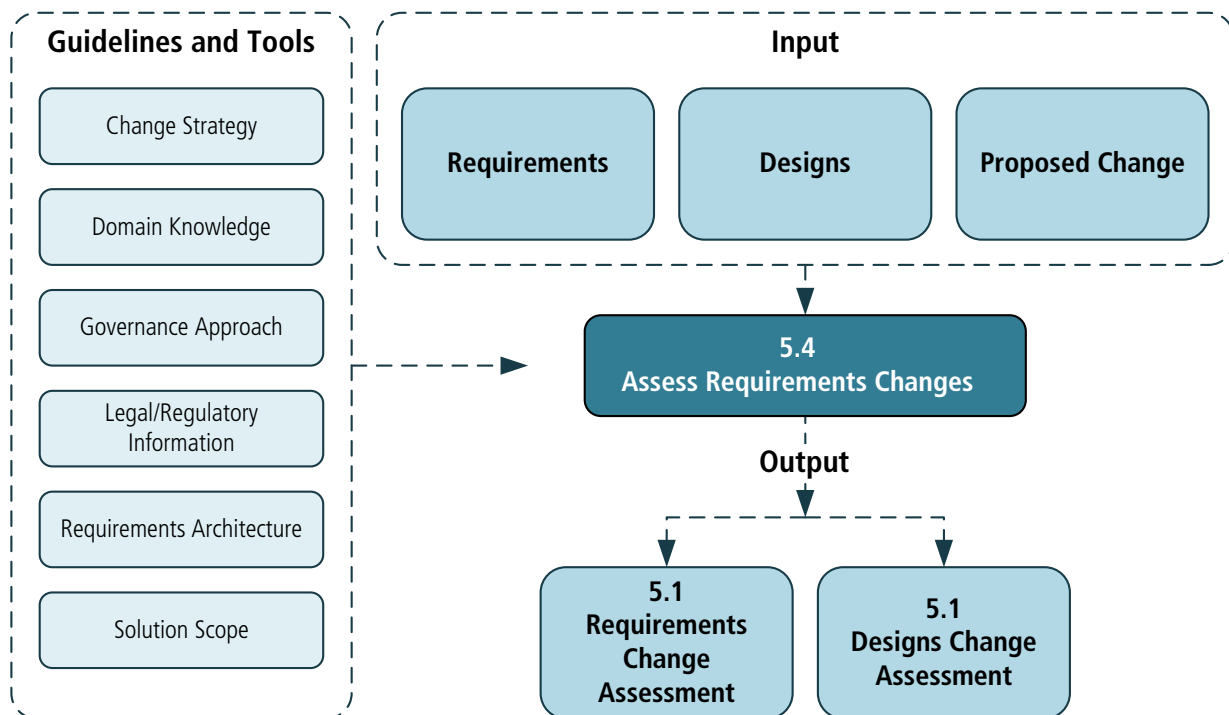 Guidelines and Tools
Change Strategy
Domain Knowledge
Governance Approach
Legal/Regulatory
Information
Requirements Architecture
Solution Scope
Input
Requirements
Designs
Proposed Change
5.4
Assess Requirements Changes
Output
5.1
Requirements
Change
Assessment
5.1
Designs Change
Assessment